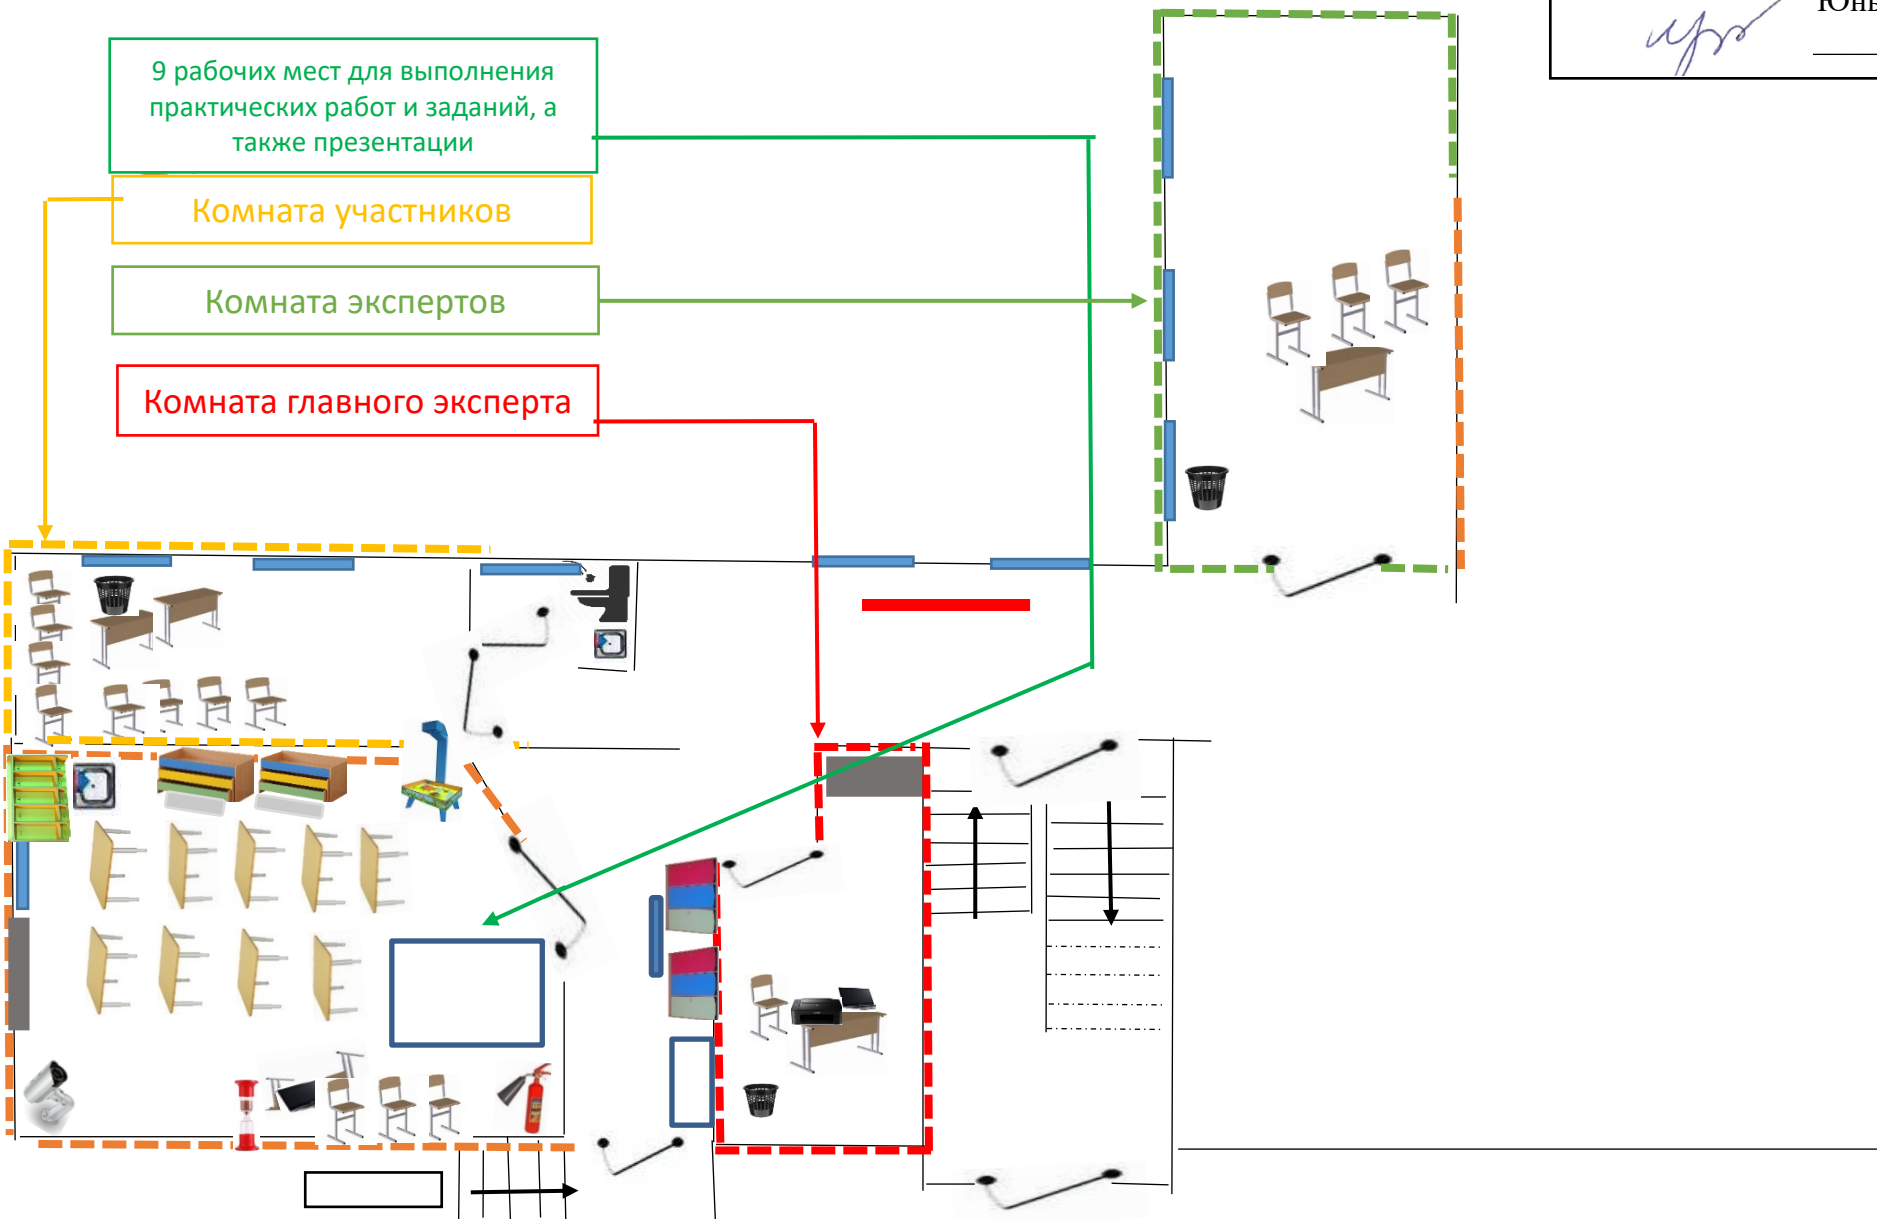 9 рабочих мест для выполнения
практических работ и заданий, а
также презентации
Комната участников
Комната экспертов
Комната главного эксперта